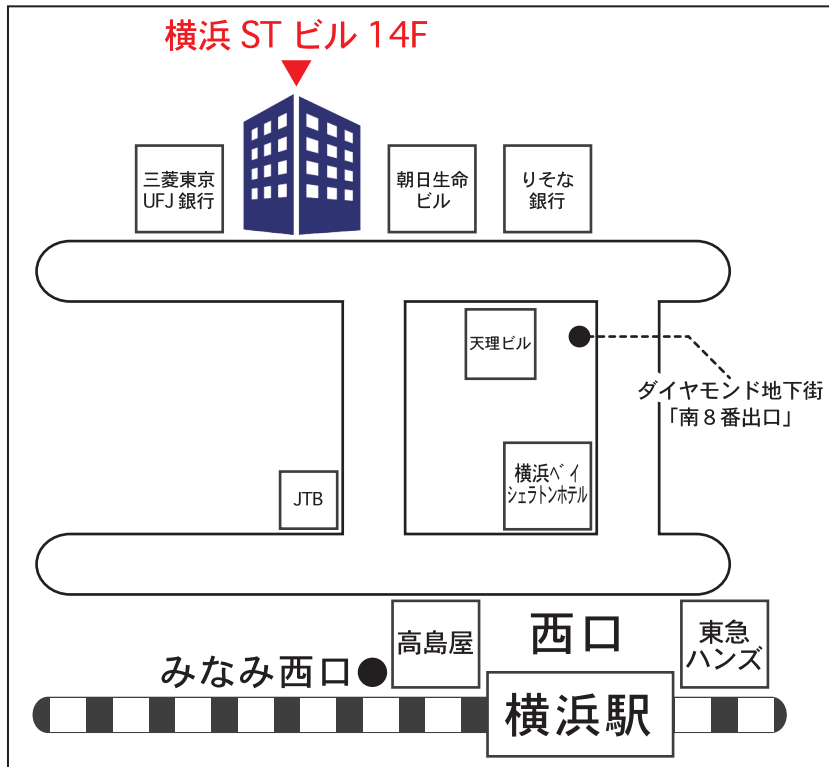 横浜 ST ビル 14F
三菱東京
UFJ 銀行
朝日生命
ビル
りそな
銀行
天理ビル
ダイヤモンド地下街
「南８番出口」
横浜ベイ
シェラトンホテル
JTB
高島屋
西口
東急
ハンズ
みなみ西口
横浜駅